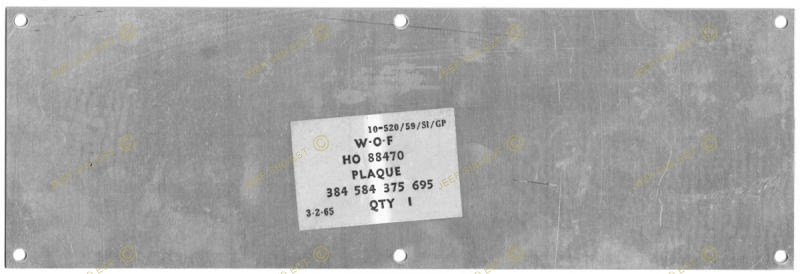 10-520/59/SI/GP
W·O·F
HO 88470
PLAQUE
384 584 375 695
3-2-65 QTY 1